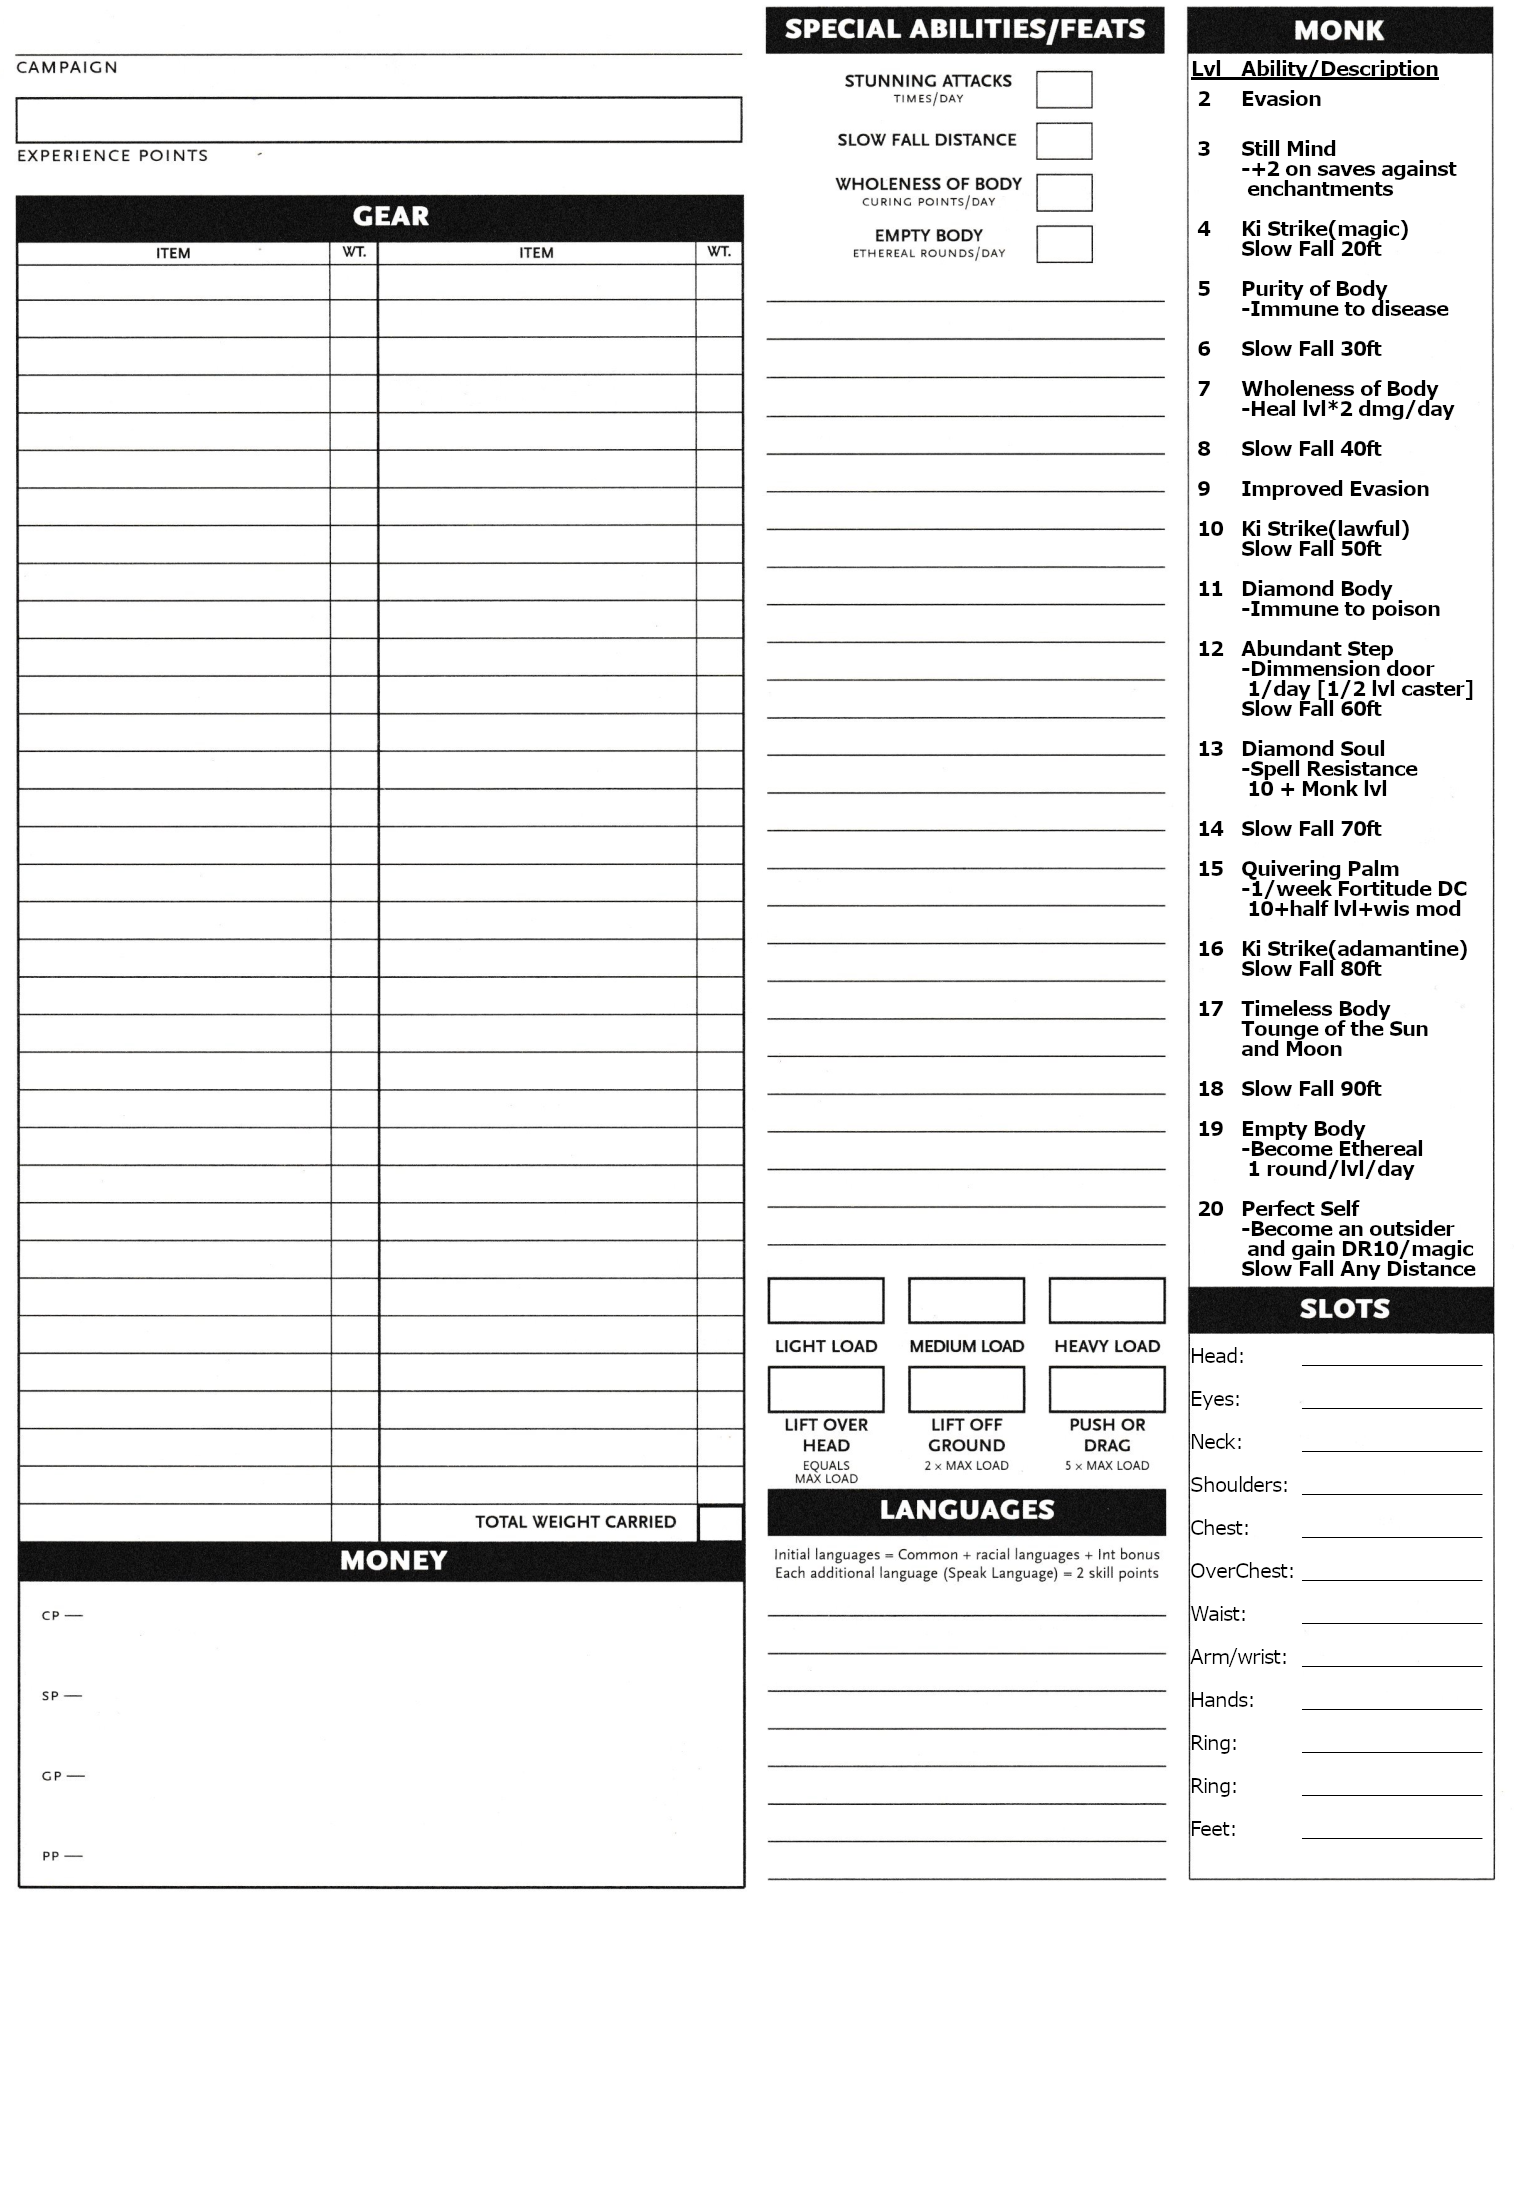 CAMPAIGN
EXPERIENCE POINTS
GEAR
ITEM WT. ITEM WT.
TOTAL WEIGHT CARRIED
MONEY
CP —
SP —
GP —
PP —
SPECIAL ABILITIES/FEATS
STUNNING ATTACKS
TIMES/DAY
SLOW FALL DISTANCE
WHOLENESS OF BODY
CURING POINTS/DAY
EMPTY BODY
ETHEREAL ROUNDS/DAY
LIGHT LOAD MEDIUM LOAD HEAVY LOAD
LIFT OVER LIFT OFF PUSH OR
HEAD GROUND DRAG
EQUALS 2 x MAX LOAD 5 x MAX LOAD
MAX LOAD
LANGUAGES
Initial languages = Common + racial languages + Int bonus
Each additional language (Speak Language) = 2 skill points
MONK
Lvl Ability/Description
2 Evasion
3 Still Mind
-+2 on saves against
enchantments
4 Ki Strike(magic)
Slow Fall 20ft
5 Purity of Body
-Immune to disease
6 Slow Fall 30ft
7 Wholeness of Body
-Heal lvl*2 dmg/day
8 Slow Fall 40ft
9 Improved Evasion
10 Ki Strike(lawful)
Slow Fall 50ft
11 Diamond Body
-Immune to poison
12 Abundant Step
-Dimmension door
1/day [1/2 lvl caster]
Slow Fall 60ft
13 Diamond Soul
-Spell Resistance
10 + Monk lvl
14 Slow Fall 70ft
15 Quivering Palm
-1/week Fortitude DC
10+half lvl+wis mod
16 Ki Strike(adamantine)
Slow Fall 80ft
17 Timeless Body
Tounge of the Sun
and Moon
18 Slow Fall 90ft
19 Empty Body
-Become Ethereal
1 round/lvl/day
20 Perfect Self
-Become an outsider
and gain DR10/magic
Slow Fall Any Distance
SLOTS
Head:
Eyes:
Neck:
Shoulders:
Chest:
OverChest:
Waist:
Arm/wrist:
Hands:
Ring:
Ring:
Feet: